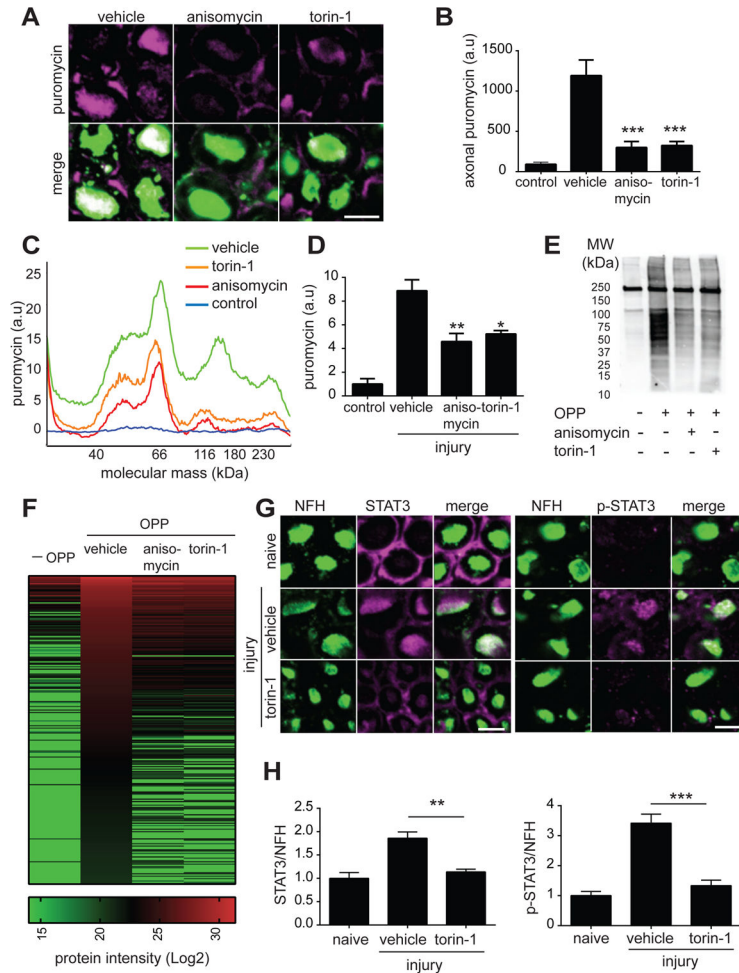 A
vehicle anisomycin torin-1
puromycin
merge
B
axonal puromycin (a.u)
1500
1000
500
0
*** ***
control vehicle aniso- torin-1
mycin
C
puromycin (a.u)
25
20
15
10
5
0
vehicle
torin-1
anisomycin
control
40 66 116 180 230
molecular mass (kDa)
D
puromycin (a.u)
10
8
6
4
2
0
** *
control vehicle aniso-torin-1
mycin
injury
E
MW
(kDa)
250
150
100
75
50
37
25
15
10
OPP - + + +
anisomycin - - + -
torin-1 - - - +
F
OPP
— OPP vehicle aniso- torin-1
mycin
15 20 25 30
protein intensity (Log2)
G
NFH STAT3 merge NFH p-STAT3 merge
naive
injury
vehicle
torin-1
H
STAT3/NFH
2.5
2.0
1.5
1.0
0.5
0.0
**
naive vehicle torin-1
injury
p-STAT3/NFH
4
3
2
1
0
***
naive vehicle torin-1
injury